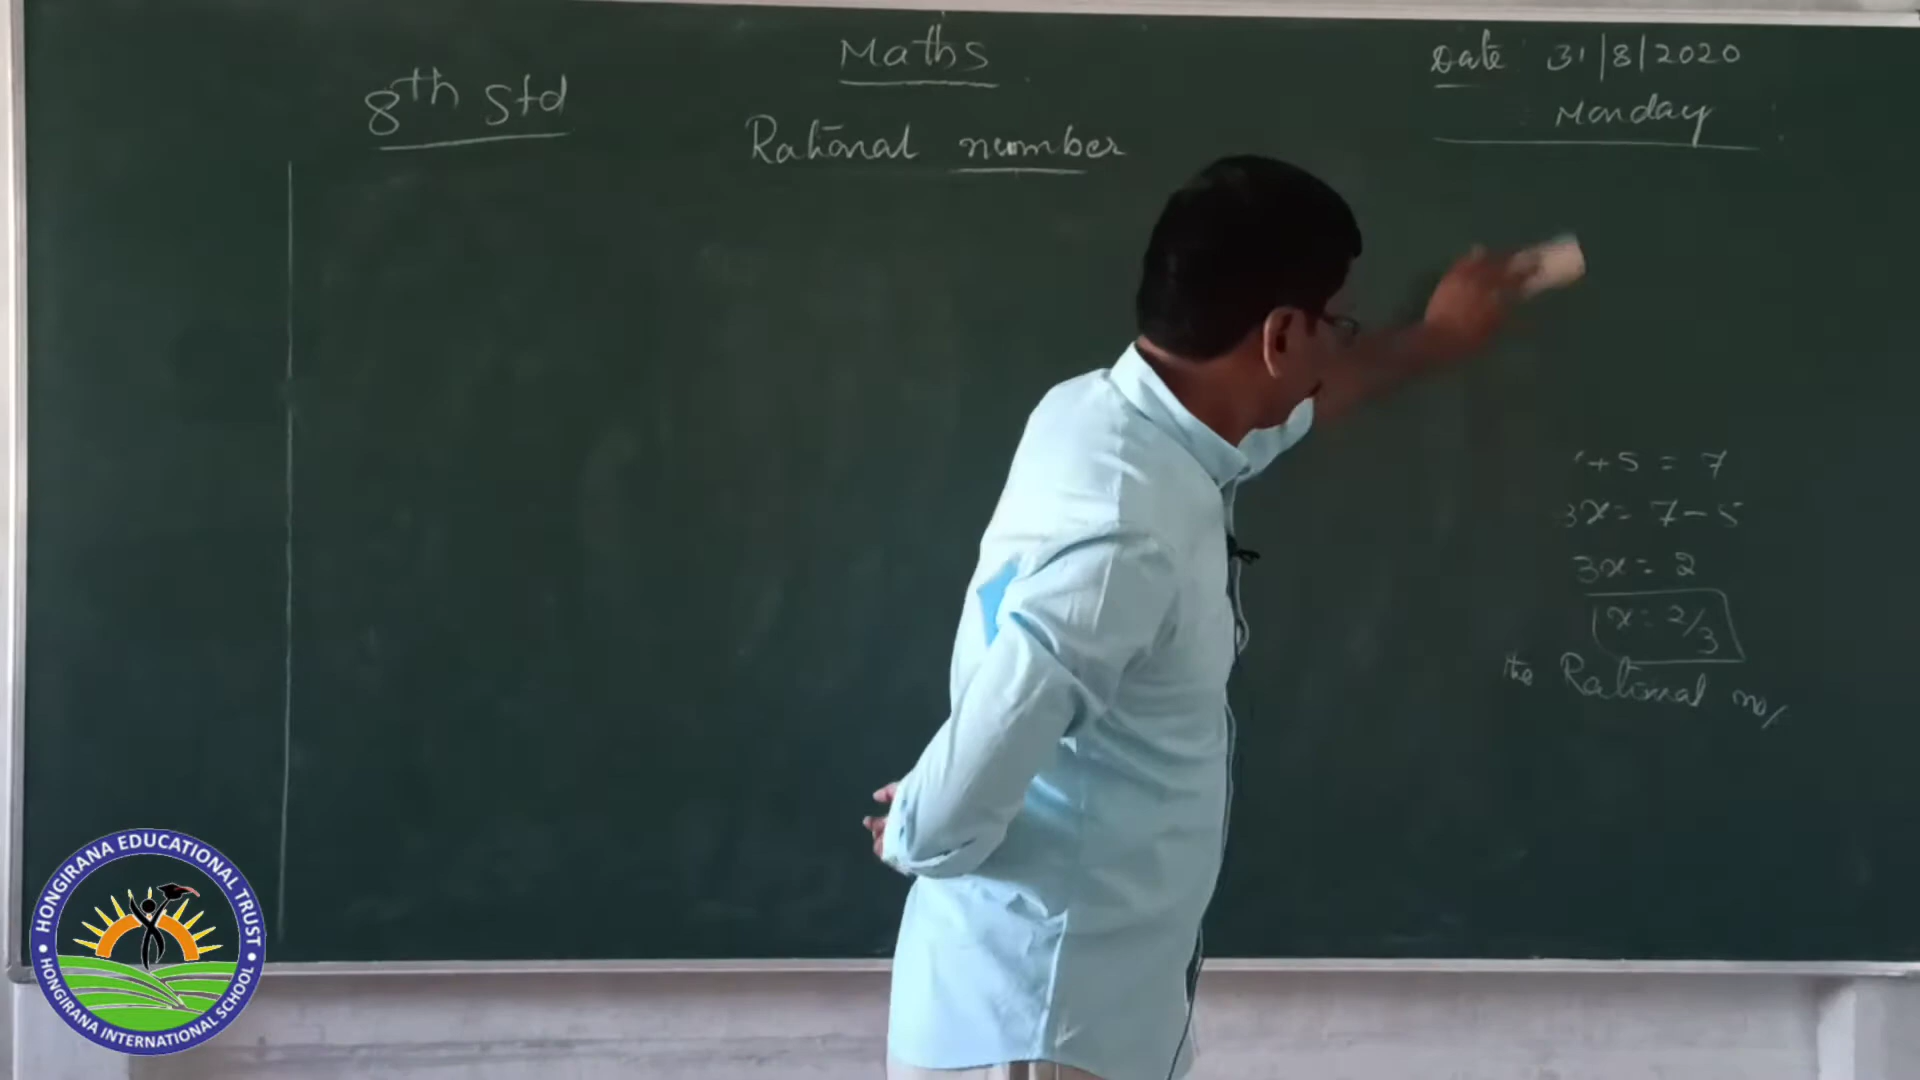 Maths
Date 31/8/2020
Monday
8th Std
Rational number
+5 = 7
3x = 7-5
3x = 2
x = 2/3
the Rational no/
HONGIRANA EDUCATIONAL TRUST
HONGIRANA INTERNATIONAL SCHOOL